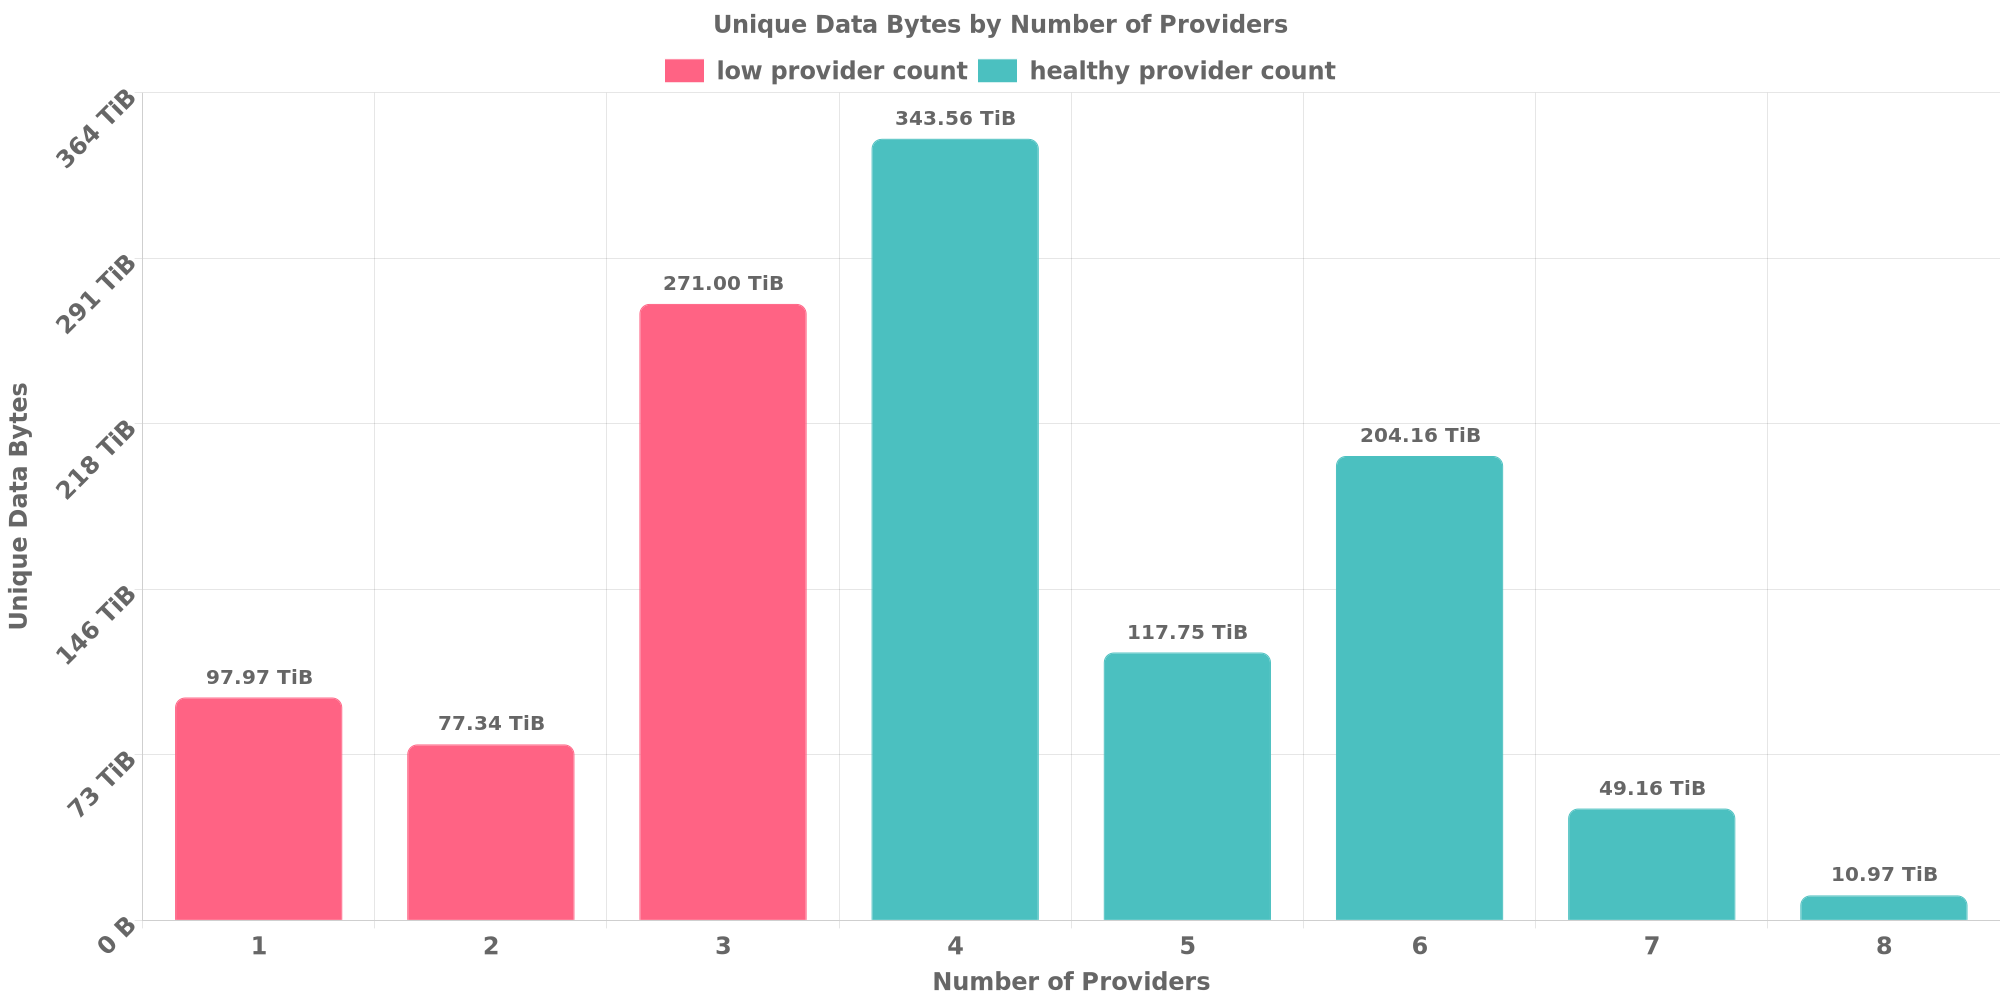 Unique Data Bytes by Number of Providers
low provider count
healthy provider count
364 TiB
291 TiB
218 TiB
146 TiB
73 TiB
0 B
Unique Data Bytes
97.97 TiB
77.34 TiB
271.00 TiB
343.56 TiB
117.75 TiB
204.16 TiB
49.16 TiB
10.97 TiB
1
2
3
4
5
6
7
8
Number of Providers